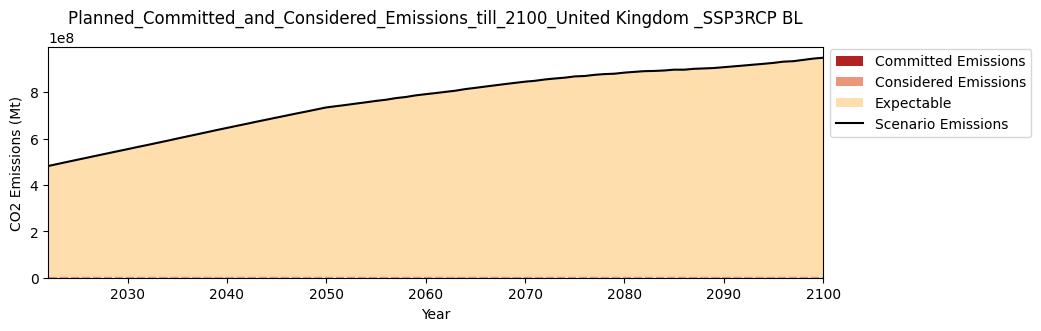 Planned_Committed_and_Considered_Emissions_till_2100_United Kingdom _SSP3RCP BL
1e8
8
6
4
2
0
CO2 Emissions (Mt)
2030 2040 2050 2060 2070 2080 2090 2100
Year
Committed Emissions
Considered Emissions
Expectable
Scenario Emissions